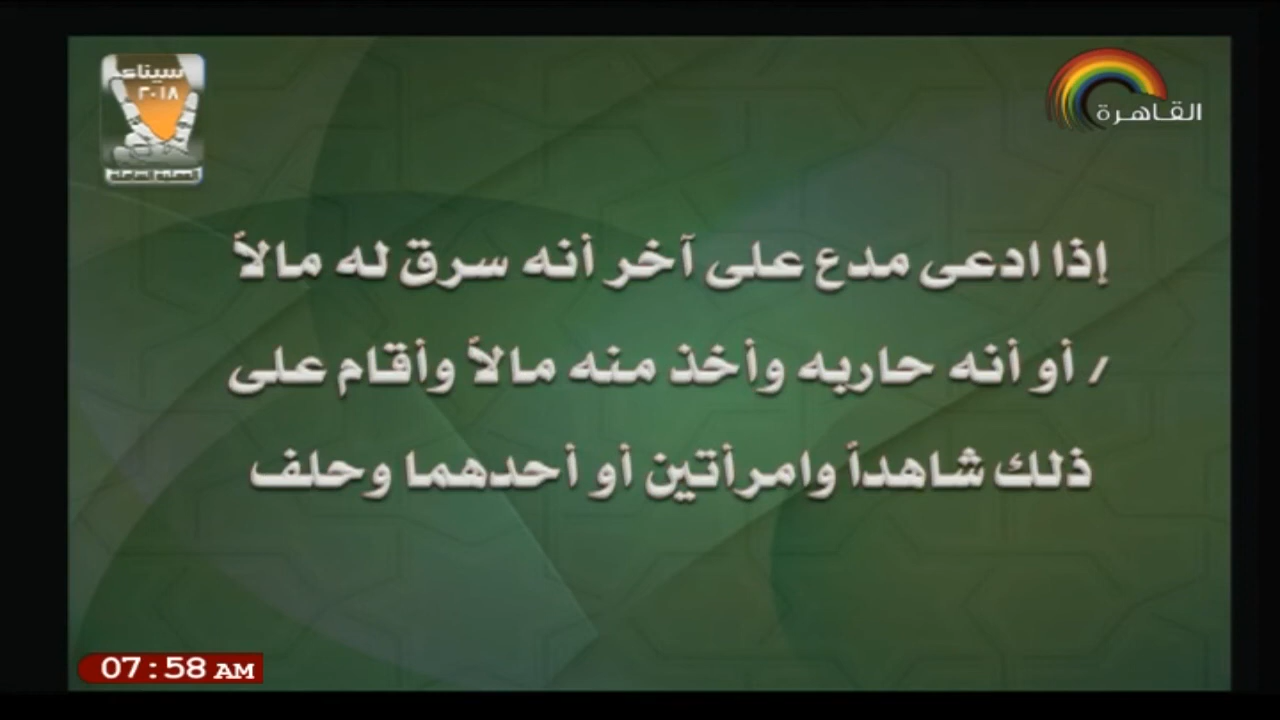 سيناء
٢٠١٨
القاهرة
إذا ادعى مدع على آخر أنه سرق له مالاً
/ أو أنه حاربه وأخذ منه مالاً وأقام على
ذلك شاهداً وامرأتين أو أحدهما وحلف
07:58 AM